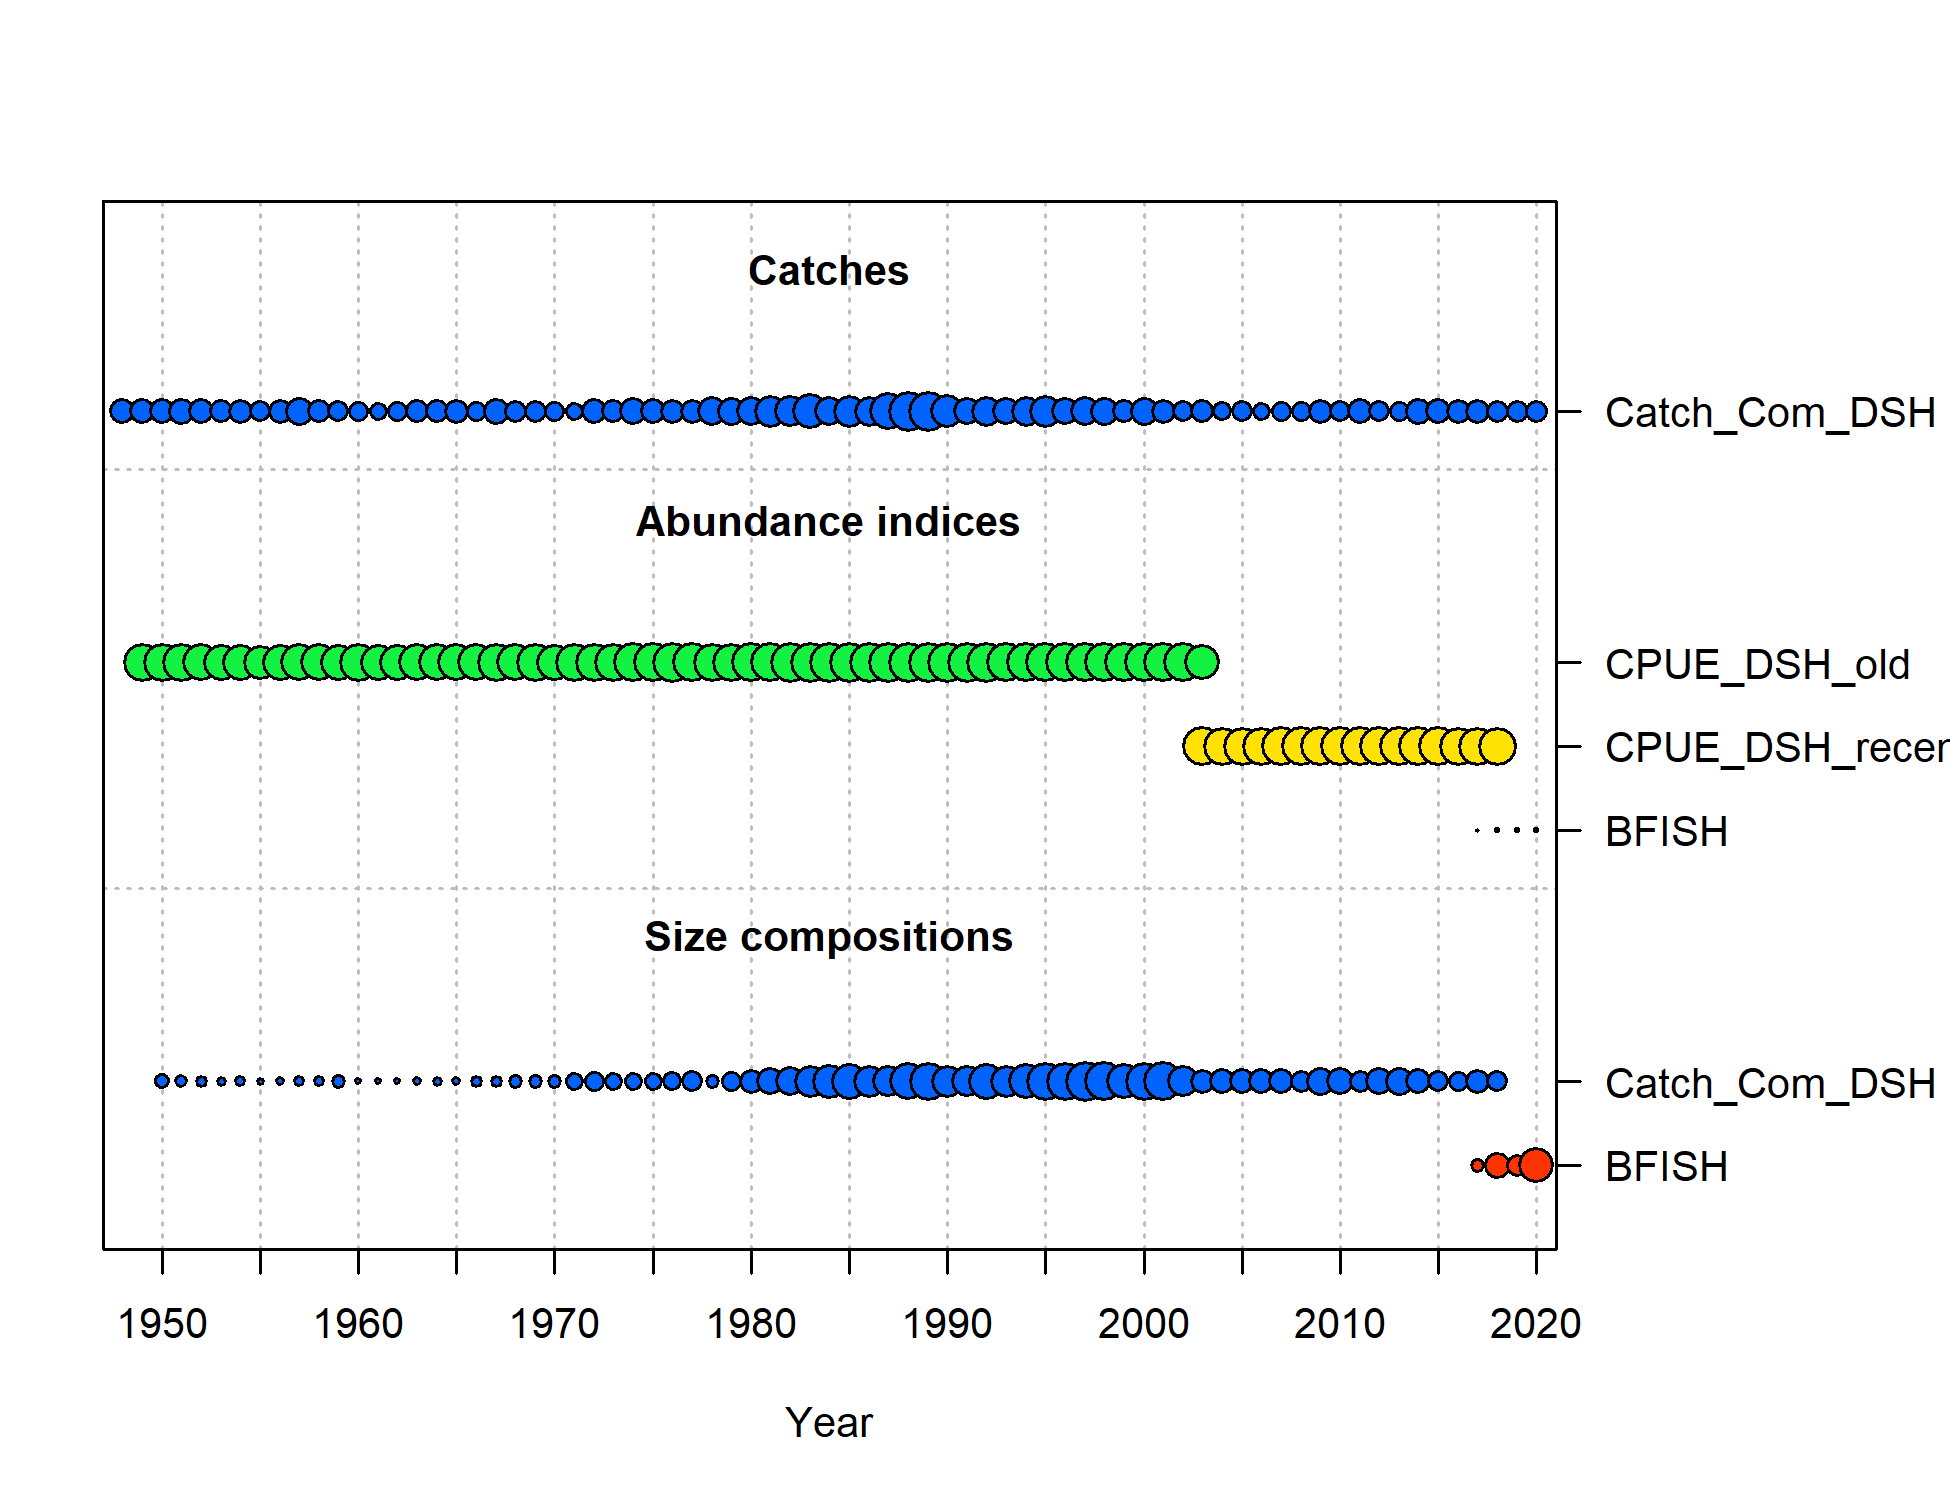 Catches
Catch_Com_DSH
Abundance indices
CPUE_DSH_old
CPUE_DSH_recer
BFISH
Size compositions
Catch_Com_DSH
BFISH
1950 1960 1970 1980 1990 2000 2010 2020
Year